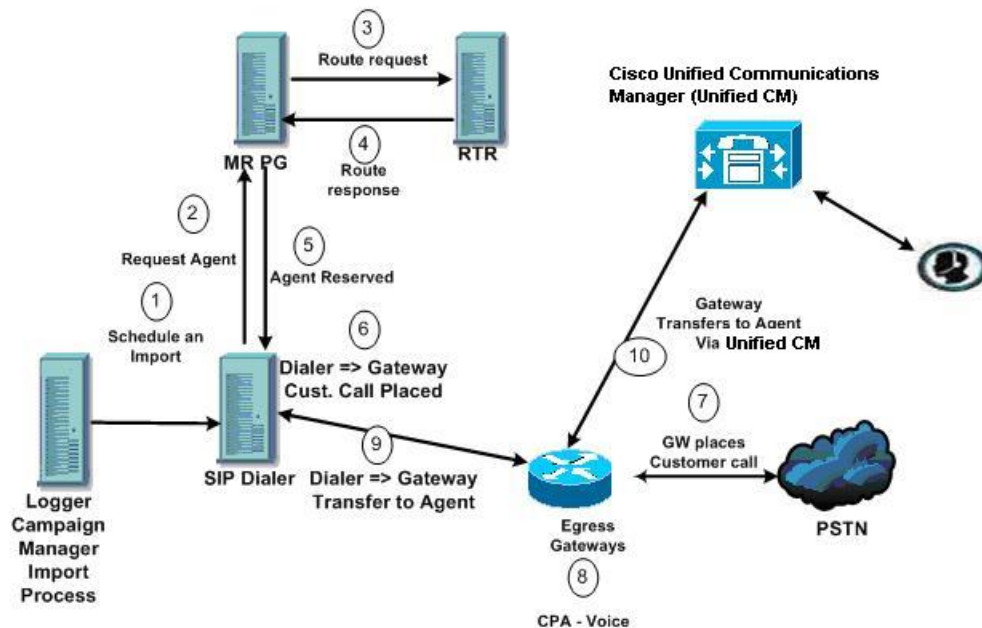 3
Route request
4
Route
response
MR PG
RTR
Cisco Unified Communications
Manager (Unified CM)
2
Request Agent
5
Agent Reserved
1
Schedule an
Import
6
Dialer => Gateway
Cust. Call Placed
Gateway
Transfers to Agent
Via Unified CM
10
7
GW places
Customer call
9
Dialer => Gateway
Transfer to Agent
SIP Dialer
Logger
Campaign
Manager
Import
Process
Egress
Gateways
8
CPA - Voice
PSTN